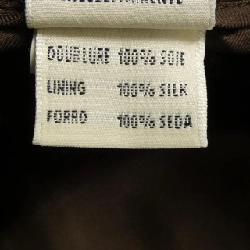 DOUBLURE 100% SOIE
LINING 100% SILK
FORRO 100% SEDA